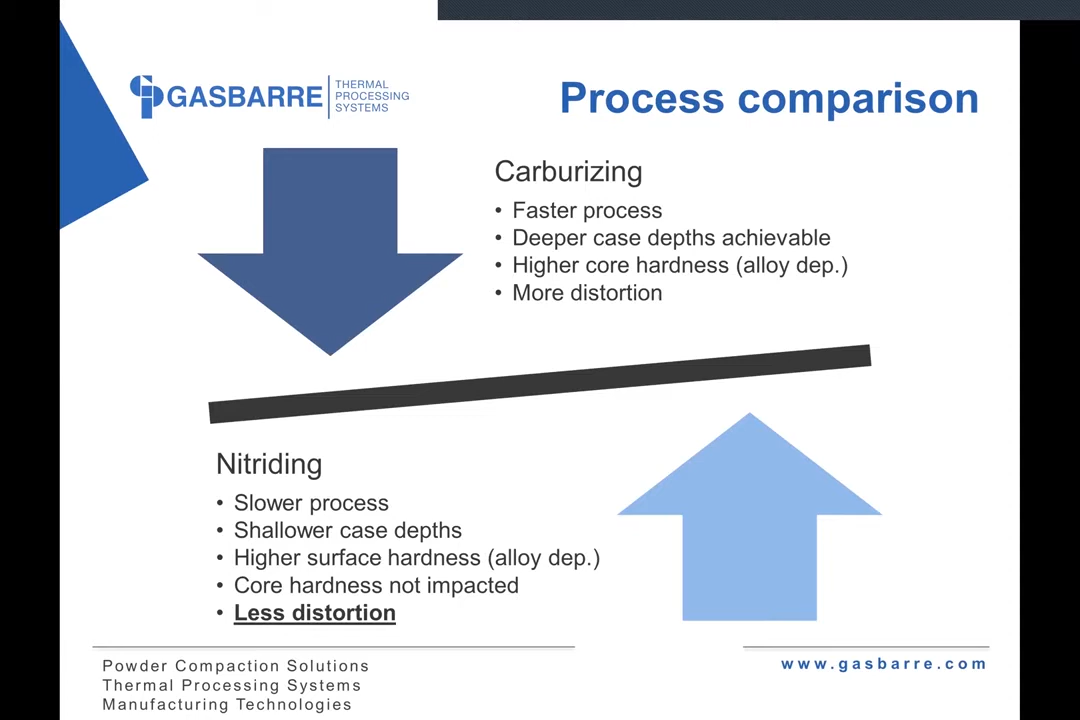 GASBARRE
THERMAL
PROCESSING
SYSTEMS
Process comparison
Carburizing
• Faster process
• Deeper case depths achievable
• Higher core hardness (alloy dep.)
• More distortion
Nitriding
• Slower process
• Shallower case depths
• Higher surface hardness (alloy dep.)
• Core hardness not impacted
• Less distortion
Powder Compaction Solutions
Thermal Processing Systems
Manufacturing Technologies
www.gasbarre.com